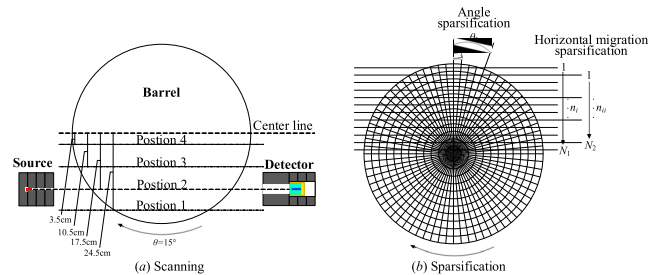 Barrel
Center line
Postion 4
Postion 3
Source
Detector
Postion 2
Postion 1
3.5cm
10.5cm
17.5cm
24.5cm
θ=15°
(a) Scanning
Angle
sparsification
θ
Horizontal migration
sparsification
1
1
n_i
n_ii
N_1
N_2
(b) Sparsification